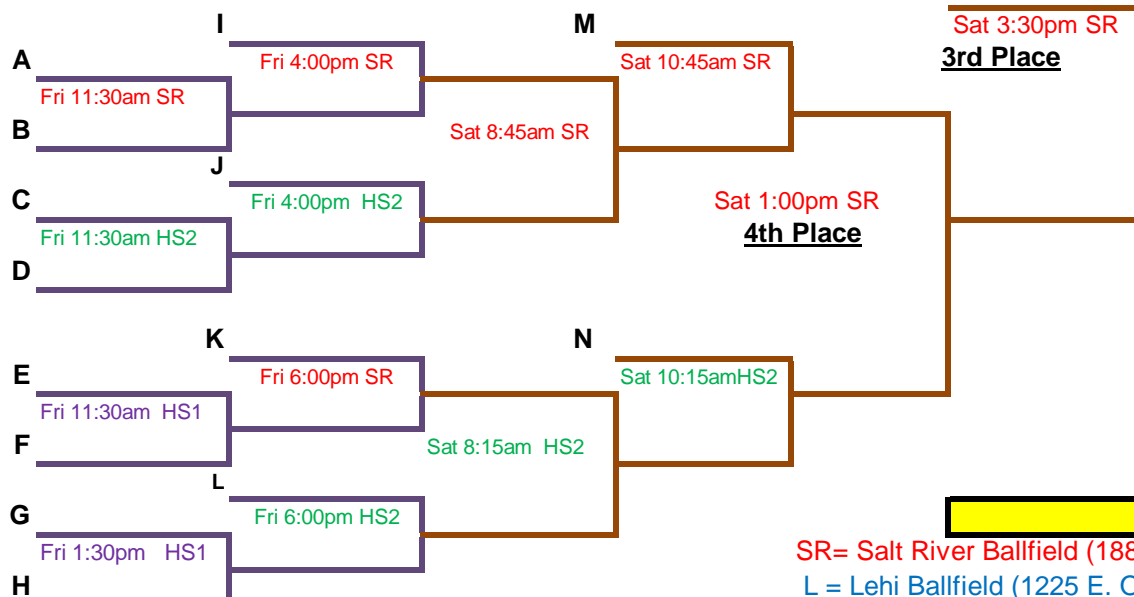 I
M
Sat 3:30pm SR
3rd Place
A
Fri 4:00pm SR
Sat 10:45am SR
Fri 11:30am SR
B
Sat 8:45am SR
J
C
Fri 4:00pm HS2
Sat 1:00pm SR
4th Place
Fri 11:30am HS2
D
K
N
E
Fri 6:00pm SR
Sat 10:15amHS2
Fri 11:30am HS1
F
Sat 8:15am HS2
L
G
Fri 6:00pm HS2
Fri 1:30pm HS1
SR= Salt River Ballfield (188
H
L = Lehi Ballfield (1225 E.